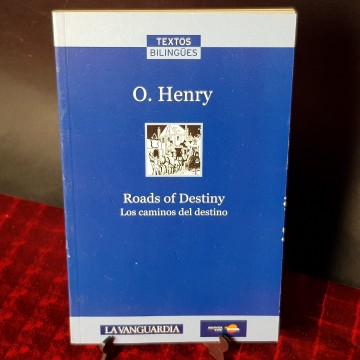 TEXTOS
BILINGÜES
O. Henry
Roads of Destiny
Los caminos del destino
LA VANGUARDIA